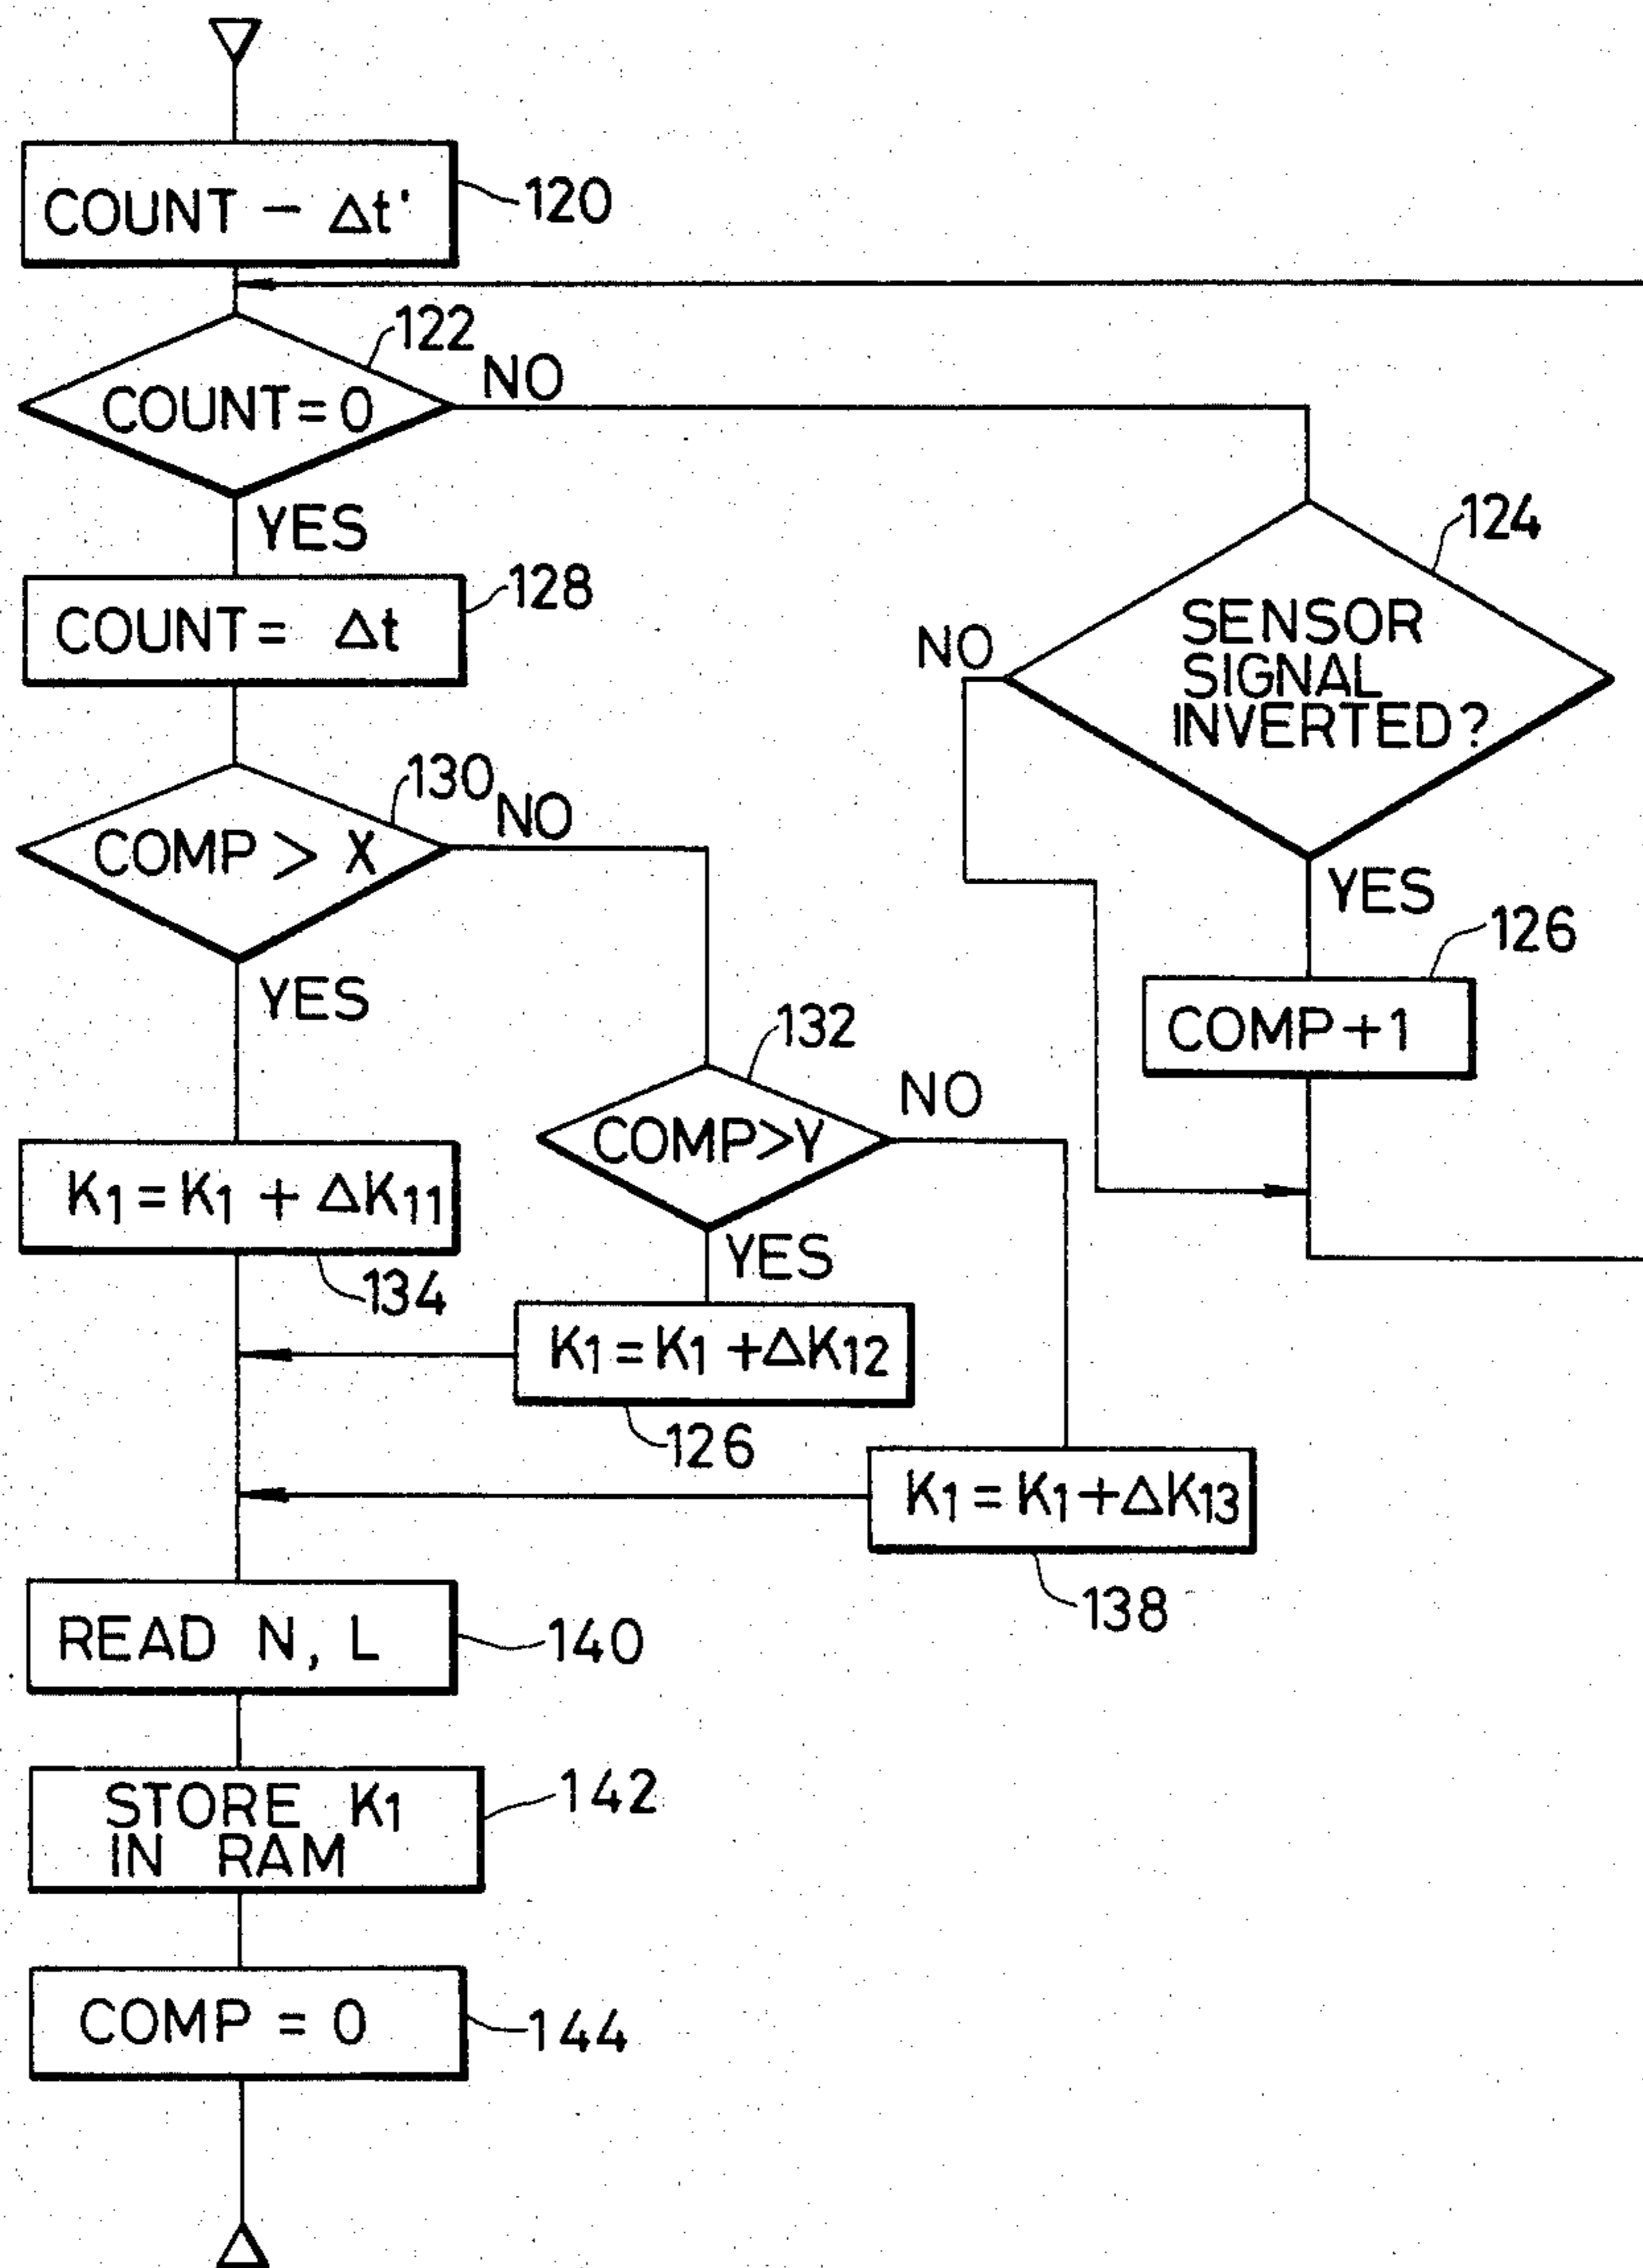 COUNT - Δt'
120
122
COUNT = 0
NO
YES
124
SENSOR
SIGNAL
INVERTED?
NO
YES
126
COMP + 1
128
COUNT = Δt
130
COMP > X
NO
YES
132
COMP>Y
NO
YES
K1 = K1 + ΔK11
134
K1 = K1 + ΔK12
126
K1 = K1 + ΔK13
138
READ N, L
140
STORE K1
IN RAM
142
COMP = 0
144